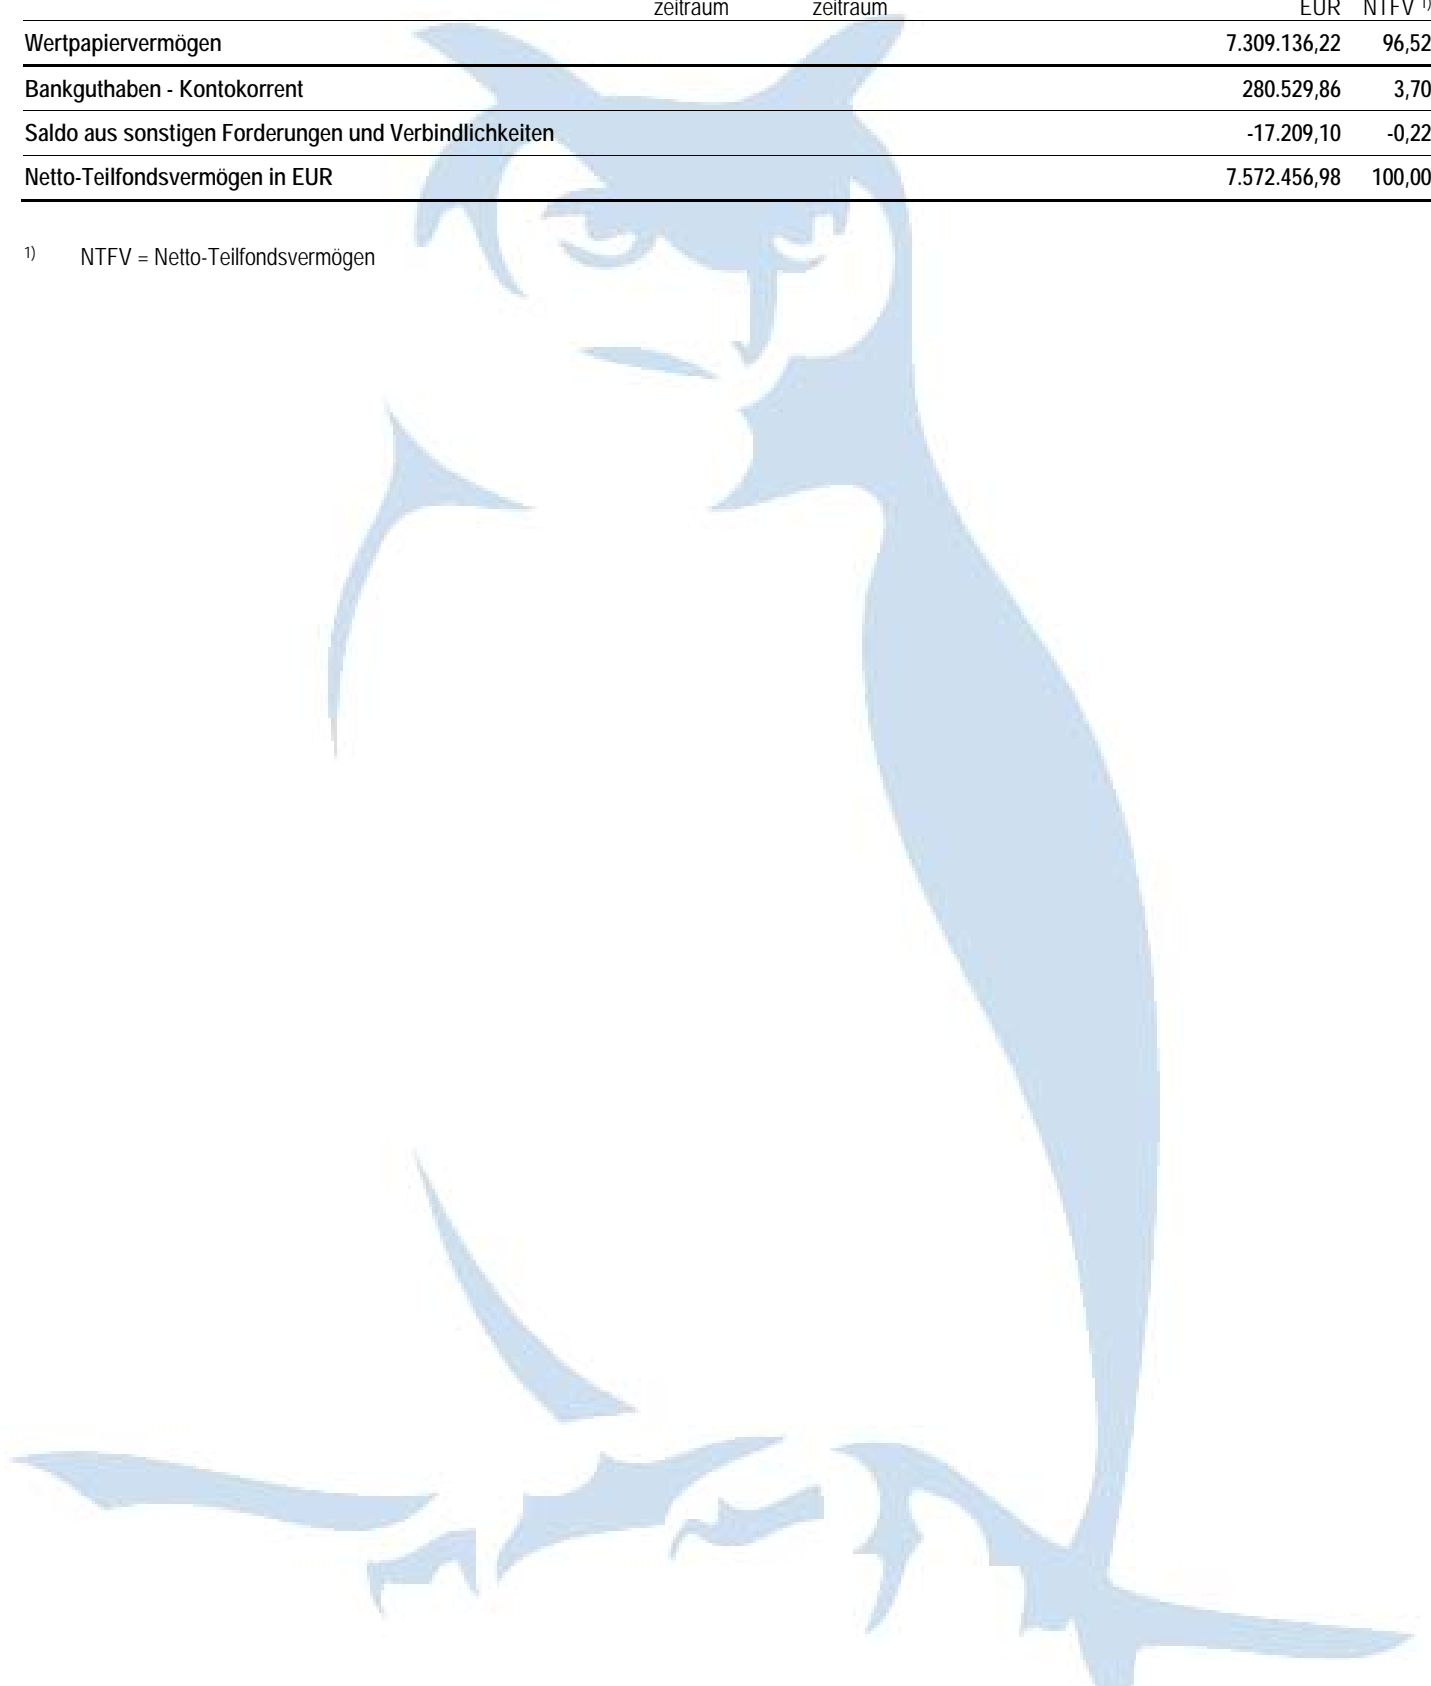 zeitraum zeitraum EUR NTFV 1)
Wertpapiervermögen 7.309.136,22 96,52
Bankguthaben - Kontokorrent 280.529,86 3,70
Saldo aus sonstigen Forderungen und Verbindlichkeiten -17.209,10 -0,22
Netto-Teilfondsvermögen in EUR 7.572.456,98 100,00
1) NTFV = Netto-Teilfondsvermögen